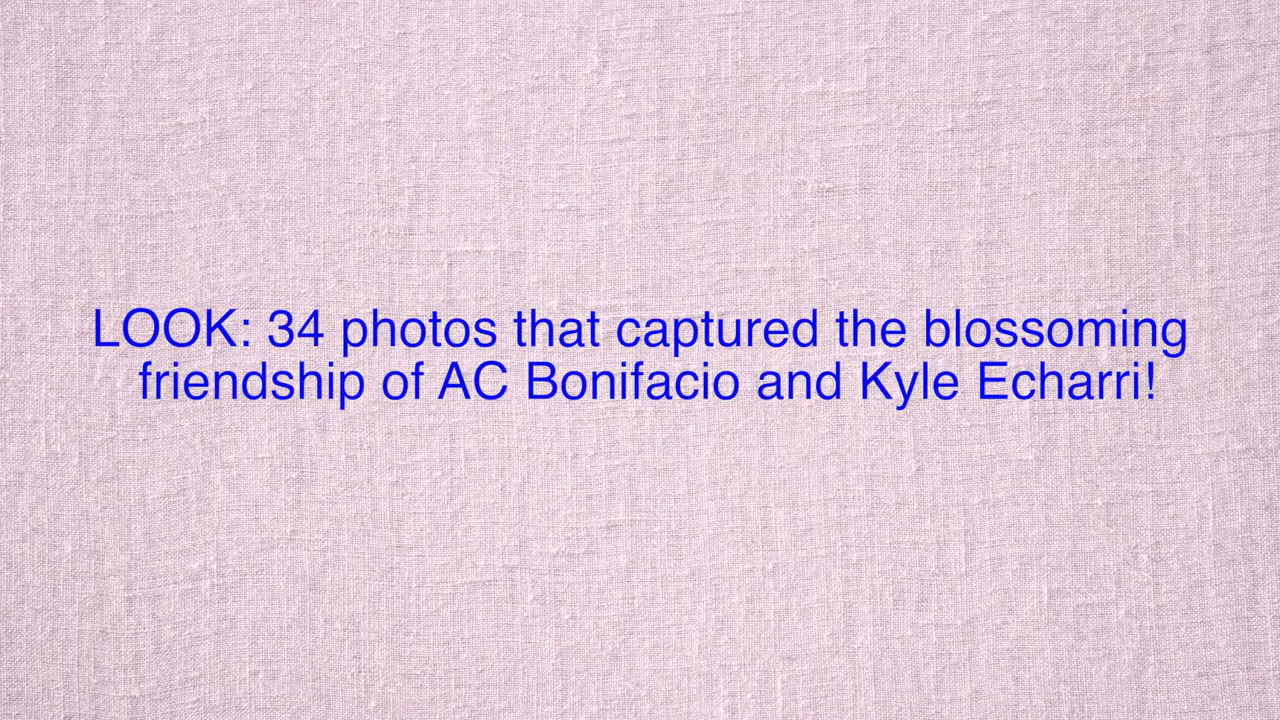 LOOK: 34 photos that captured the blossoming
friendship of AC Bonifacio and Kyle Echarri!